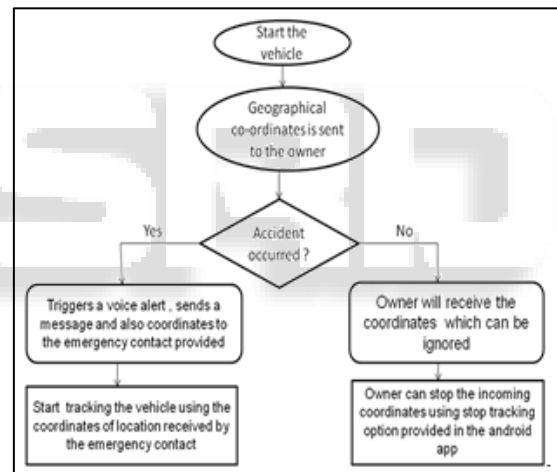 Start the
vehicle
Geographical
co-ordinates is sent
to the owner
Accident
occurred ?
Yes
No
Triggers a voice alert , sends a
message and also coordinates to
the emergency contact provided
Owner will receive the
coordinates which can be
ignored
Start tracking the vehicle using the
coordinates of location received by
the emergency contact
Owner can stop the incoming
coordinates using stop tracking
option provided in the android
app